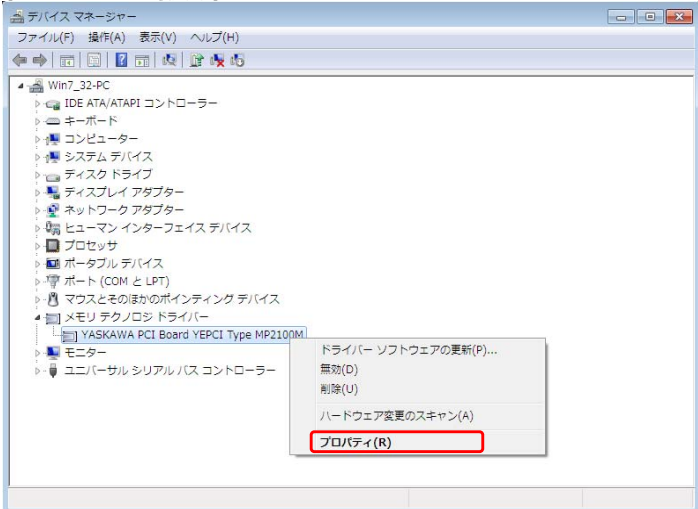 デバイス マネージャー
ファイル(F) 操作(A) 表示(V) ヘルプ(H)
Win7_32-PC
IDE ATA/ATAPI コントローラー
キーボード
コンピューター
システム デバイス
ディスク ドライブ
ディスプレイ アダプター
ネットワーク アダプター
ヒューマン インターフェイス デバイス
プロセッサ
ポータブル デバイス
ポート (COM と LPT)
マウスとそのほかのポインティング デバイス
メモリ テクノロジ ドライバー
YASKAWA PCI Board YEPCI Type MP2100M
モニター
ユニバーサル シリアル バス コントローラー
ドライバー ソフトウェアの更新(P)...
無効(D)
削除(U)
ハードウェア変更のスキャン(A)
プロパティ(R)